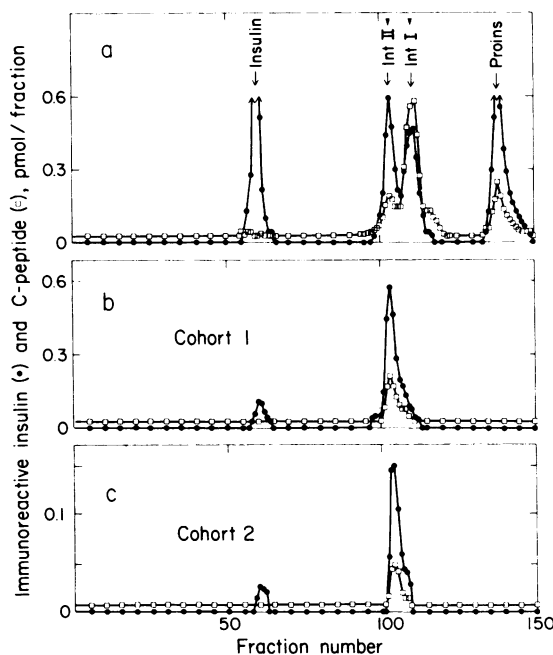 Immunoreactive insulin (•) and C-peptide (□), pmol/fraction
a
Insulin
Int II
Int I
Proins
0.6
0.3
0
b
Cohort 1
0.6
0.3
0
c
Cohort 2
0.1
0
50
100
150
Fraction number